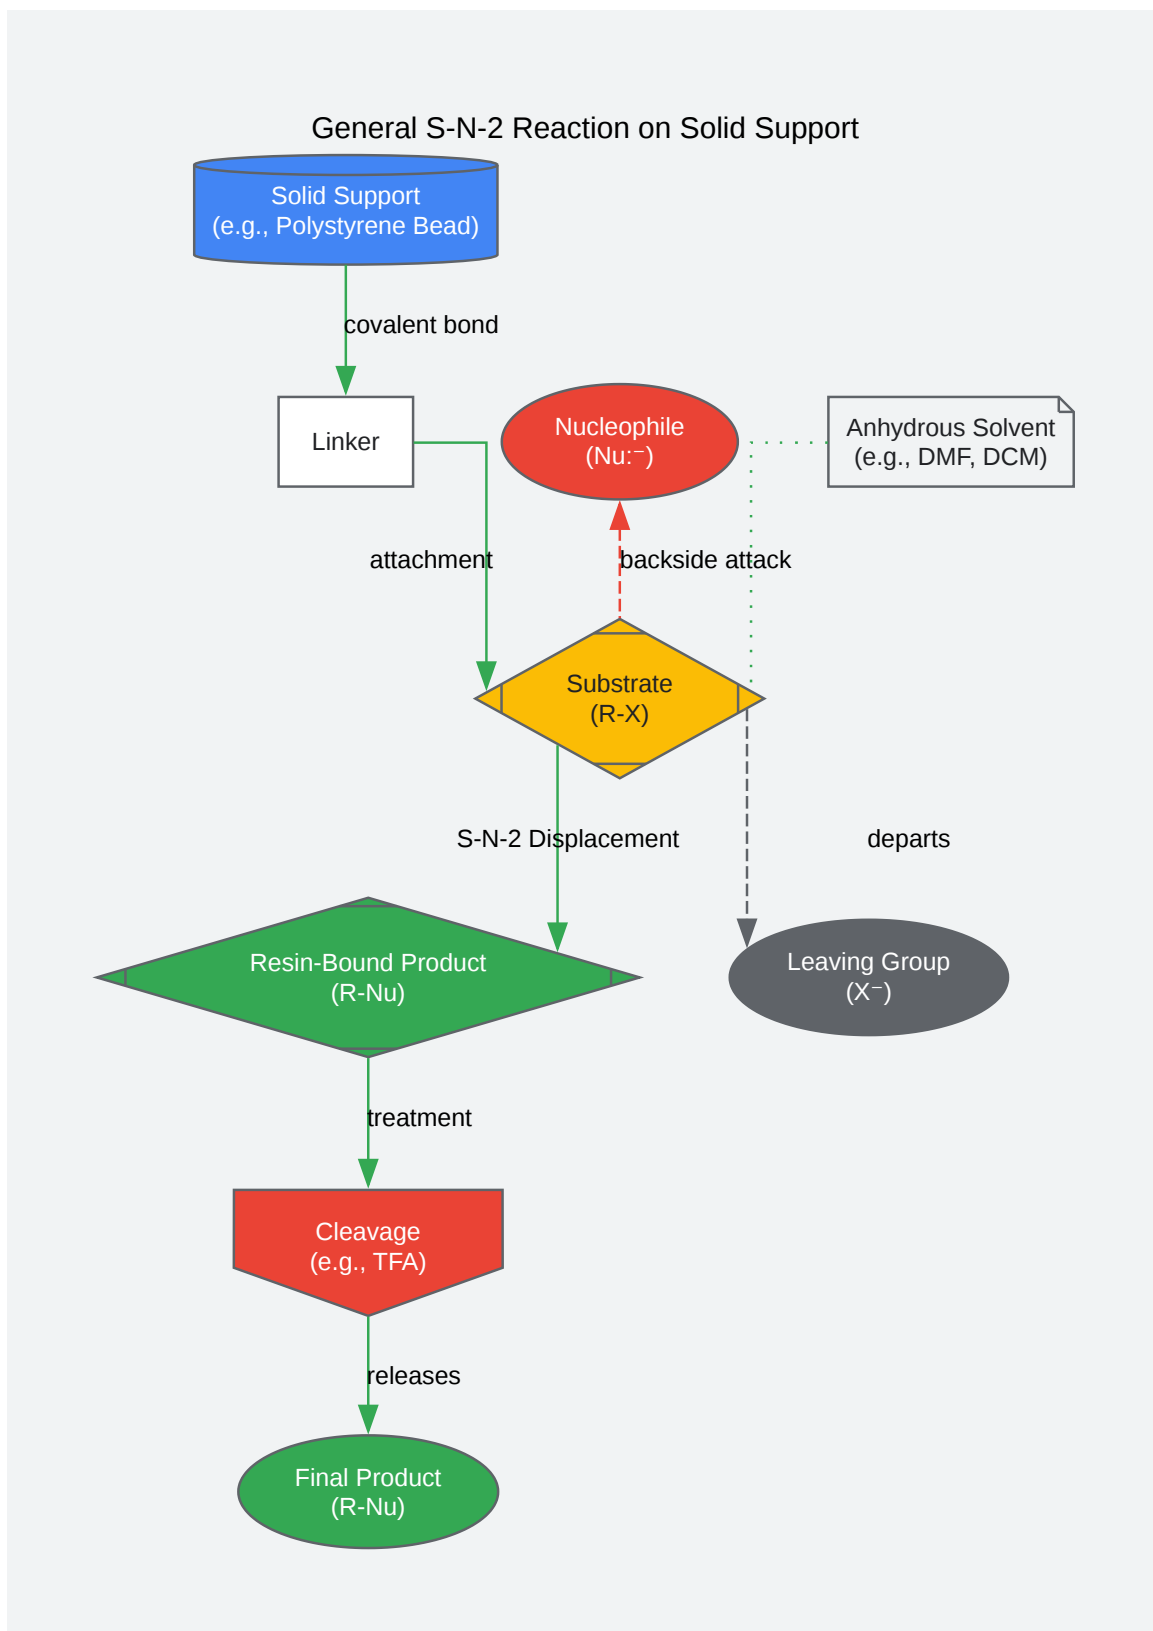 General S-N-2 Reaction on Solid Support
Solid Support
(e.g., Polystyrene Bead)
covalent bond
Linker
Nucleophile
(Nu:⁻)
Anhydrous Solvent
(e.g., DMF, DCM)
attachment
backside attack
Substrate
(R-X)
S-N-2 Displacement
departs
Resin-Bound Product
(R-Nu)
Leaving Group
(X⁻)
treatment
Cleavage
(e.g., TFA)
releases
Final Product
(R-Nu)